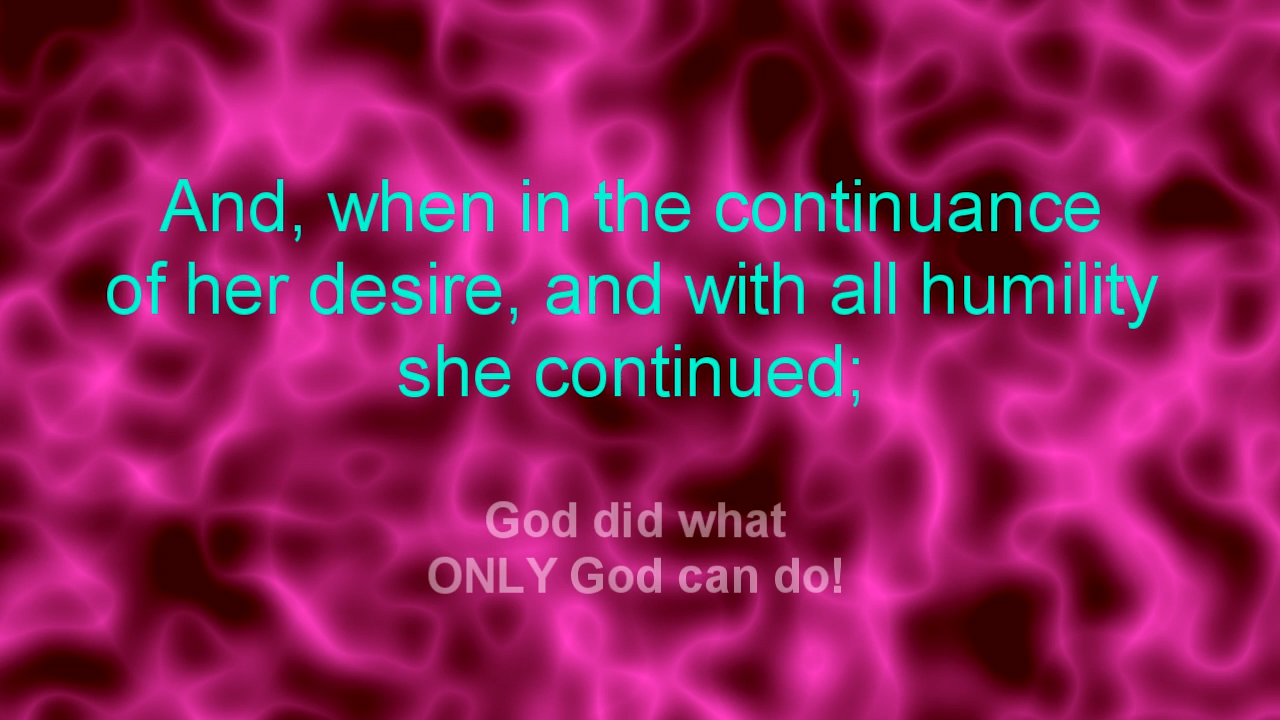 And, when in the continuance
of her desire, and with all humility
she continued;
God did what
ONLY God can do!